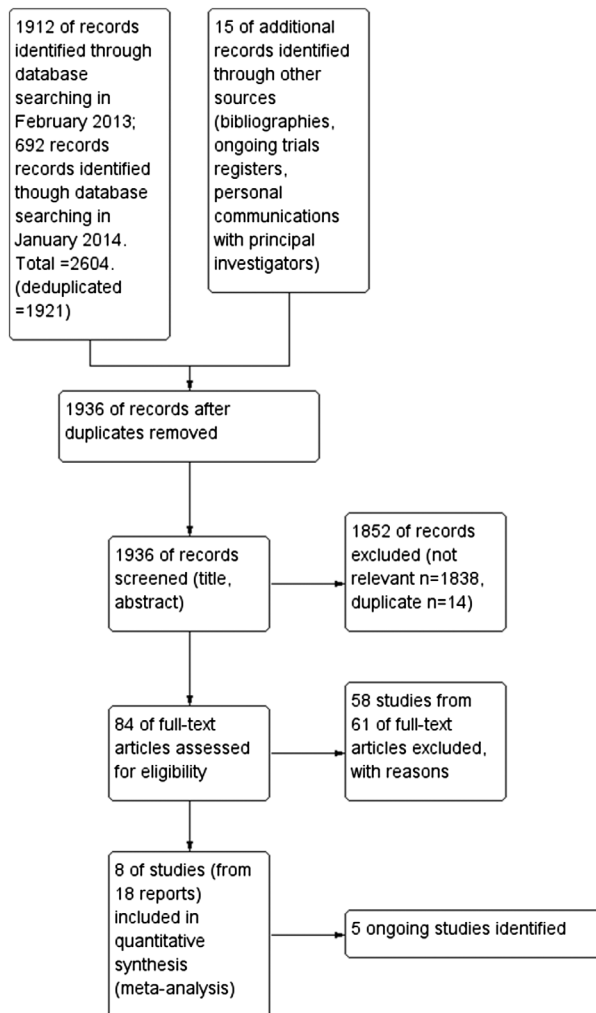 1912 of records
identified through
database
searching in
February 2013;
692 records
records identified
though database
searching in
January 2014.
Total =2604.
(deduplicated
=1921)
15 of additional
records identified
through other
sources
(bibliographies,
ongoing trials
registers,
personal
communications
with principal
investigators)
1936 of records after
duplicates removed
1936 of records
screened (title,
abstract)
1852 of records
excluded (not
relevant n=1838,
duplicate n=14)
84 of full-text
articles assessed
for eligibility
58 studies from
61 of full-text
articles excluded,
with reasons
8 of studies (from
18 reports)
included in
quantitative
synthesis
(meta-analysis)
5 ongoing studies identified